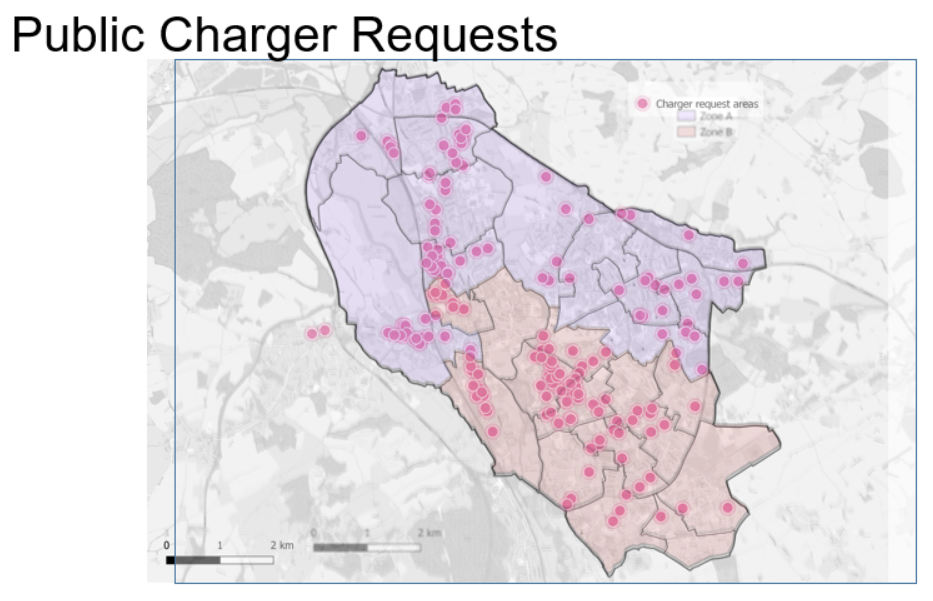 Public Charger Requests
Charger request areas
Zone A
Zone B
0 1 2 km
0 1 2 km